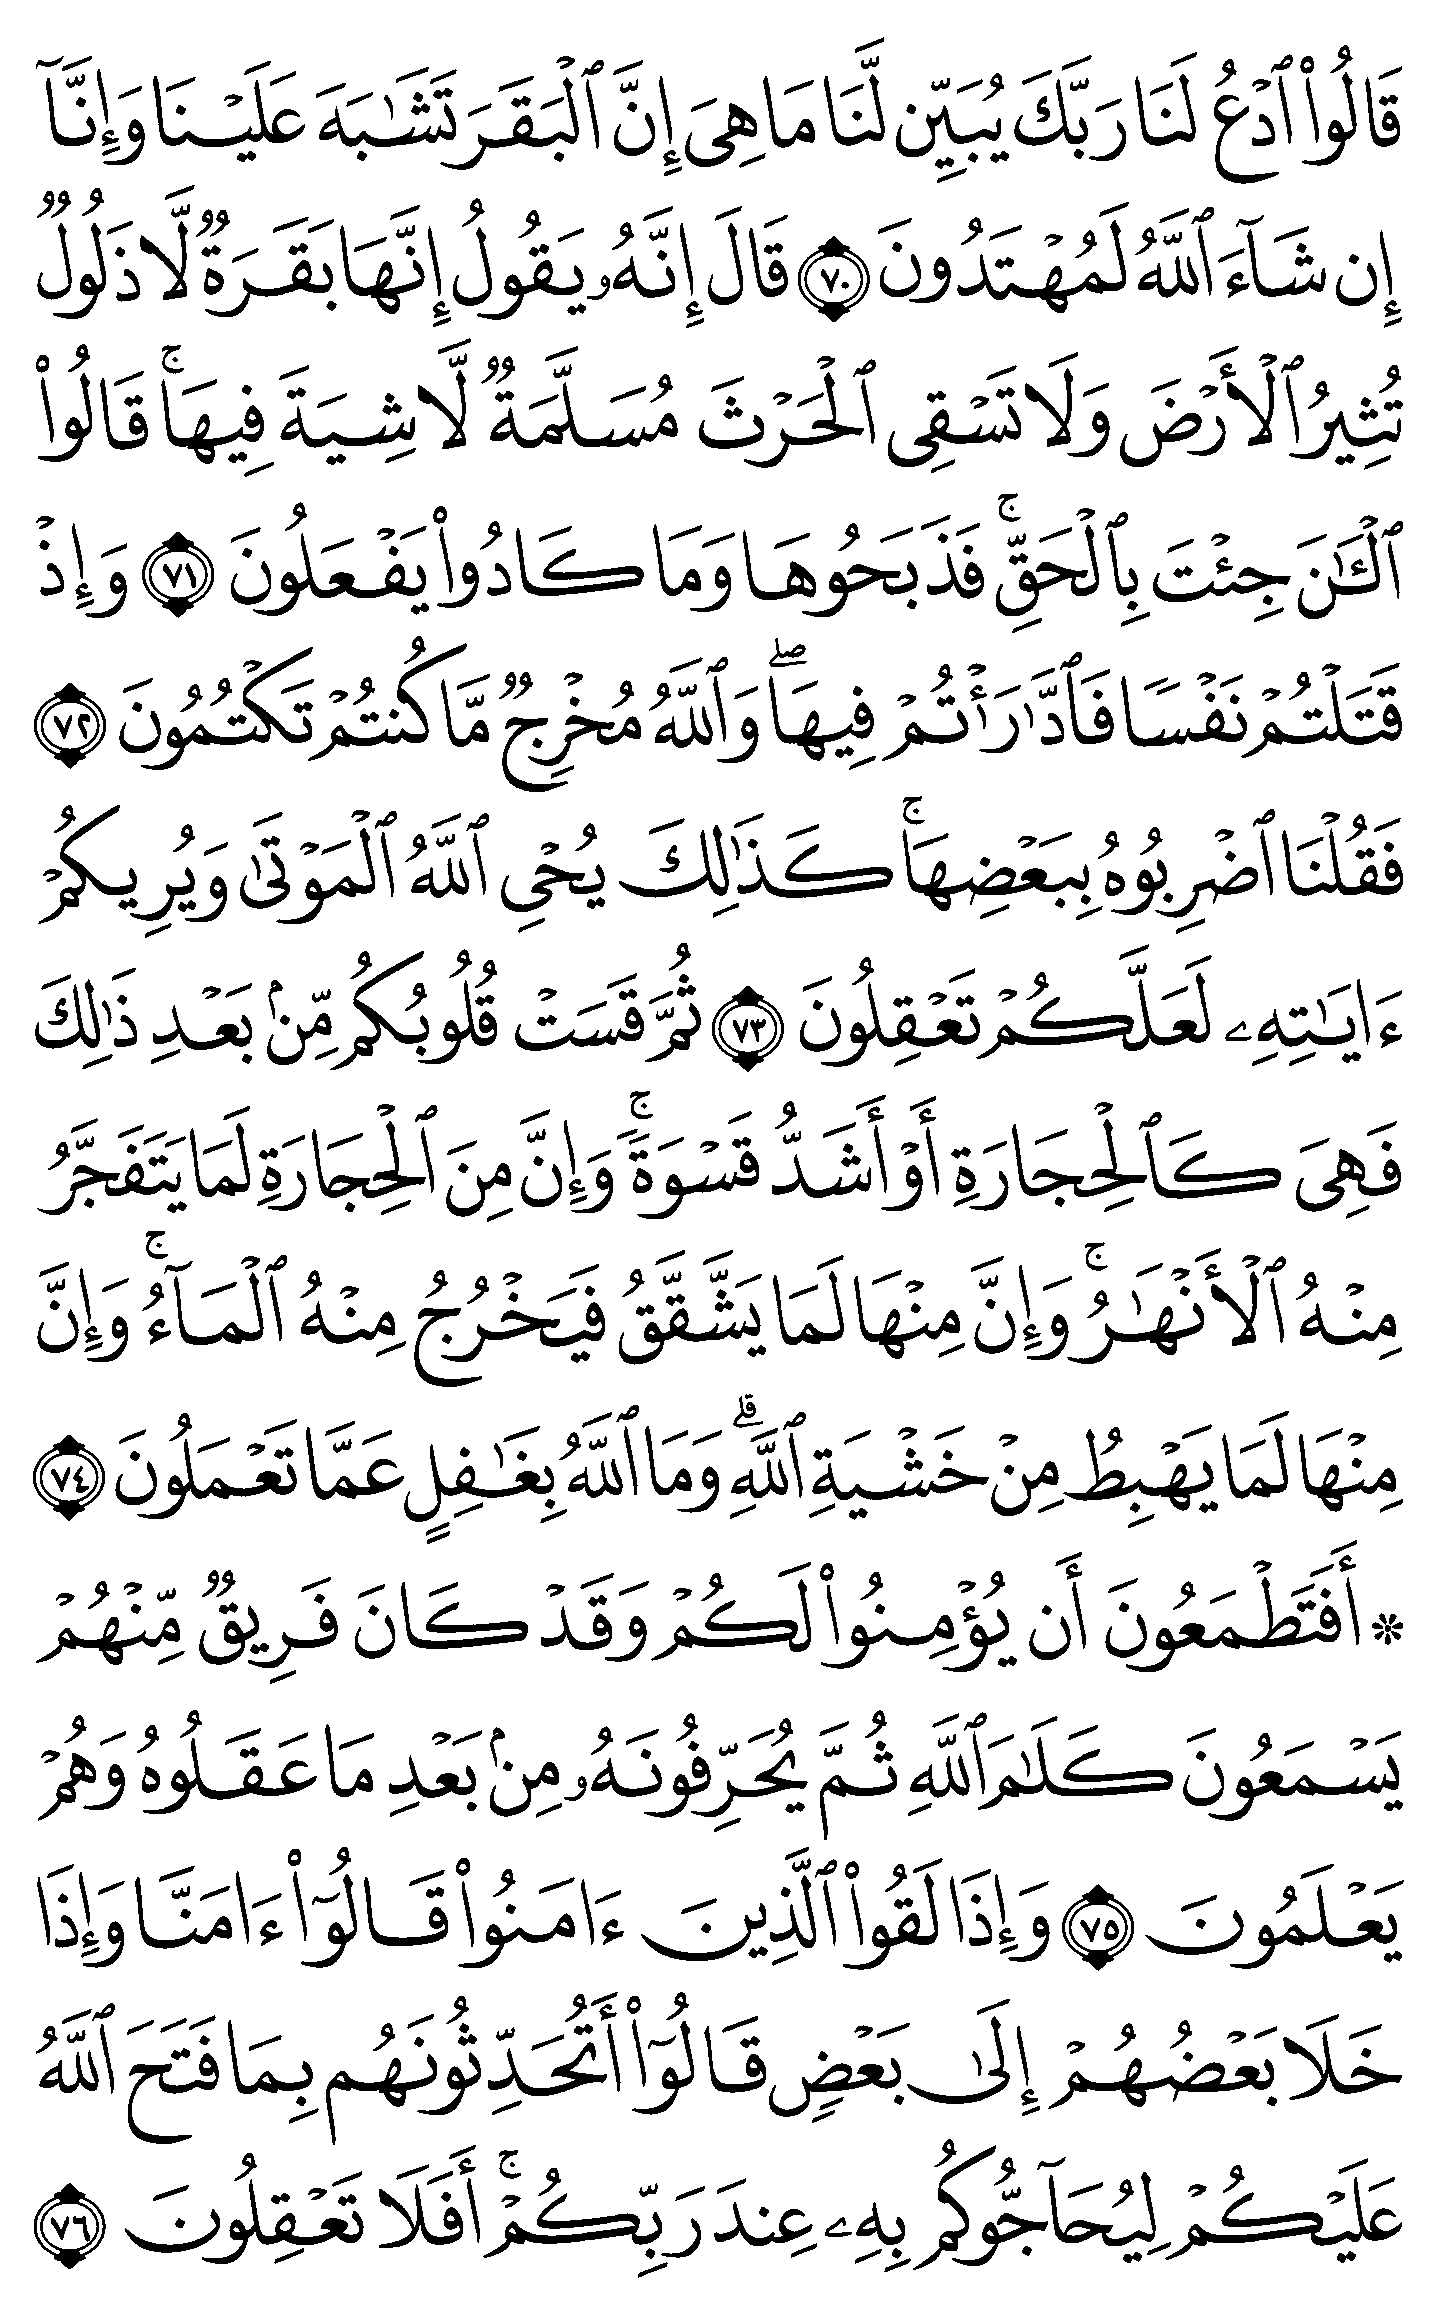 قَالُوا۟ ٱدۡعُ لَنَا رَبَّكَ يُبَيِّن لَّنَا مَا هِىَ إِنَّ ٱلۡبَقَرَ تَشَـٰبَهَ عَلَيۡنَا وَإِنَّآ
إِن شَآءَ ٱللَّهُ لَمُهۡتَدُونَ ٧٠ قَالَ إِنَّهُۥ يَقُولُ إِنَّهَا بَقَرَةٌ لَّا ذَلُولٌ
تُثِيرُ ٱلۡأَرۡضَ وَلَا تَسۡقِى ٱلۡحَرۡثَ مُسَلَّمَةٌ لَّا شِيَةَ فِيهَاۚ قَالُوا۟
ٱلۡـَٔـٰنَ جِئۡتَ بِٱلۡحَقِّۚ فَذَبَحُوهَا وَمَا كَادُوا۟ يَفۡعَلُونَ ٧١ وَإِذۡ
قَتَلۡتُمۡ نَفۡسًا فَٱدَّٰرَٰٔتُمۡ فِيهَاۖ وَٱللَّهُ مُخۡرِجٌ مَّا كُنتُمۡ تَكۡتُمُونَ ٧٢
فَقُلۡنَا ٱضۡرِبُوهُ بِبَعۡضِهَاۚ كَذَٰلِكَ يُحۡىِ ٱللَّهُ ٱلۡمَوۡتَىٰ وَيُرِيكُمۡ
ءَايَـٰتِهِۦ لَعَلَّكُمۡ تَعۡقِلُونَ ٧٣ ثُمَّ قَسَتۡ قُلُوبُكُم مِّنۢ بَعۡدِ ذَٰلِكَ
فَهِىَ كَٱلۡحِجَارَةِ أَوۡ أَشَدُّ قَسۡوَةًۚ وَإِنَّ مِنَ ٱلۡحِجَارَةِ لَمَا يَتَفَجَّرُ
مِنۡهُ ٱلۡأَنۡهَـٰرُۚ وَإِنَّ مِنۡهَا لَمَا يَشَّقَّقُ فَيَخۡرُجُ مِنۡهُ ٱلۡمَآءُۚ وَإِنَّ
مِنۡهَا لَمَا يَهۡبِطُ مِنۡ خَشۡيَةِ ٱللَّهِۗ وَمَا ٱللَّهُ بِغَـٰفِلٍ عَمَّا تَعۡمَلُونَ ٧٤
۞ أَفَتَطۡمَعُونَ أَن يُؤۡمِنُوا۟ لَكُمۡ وَقَدۡ كَانَ فَرِيقٌ مِّنۡهُمۡ
يَسۡمَعُونَ كَلَـٰمَ ٱللَّهِ ثُمَّ يُحَرِّفُونَهُۥ مِنۢ بَعۡدِ مَا عَقَلُوهُ وَهُمۡ
يَعۡلَمُونَ ٧٥ وَإِذَا لَقُوا۟ ٱلَّذِينَ ءَامَنُوا۟ قَالُوٓا۟ ءَامَنَّا وَإِذَا
خَلَا بَعۡضُهُمۡ إِلَىٰ بَعۡضٍ قَالُوٓا۟ أَتُحَدِّثُونَهُم بِمَا فَتَحَ ٱللَّهُ
عَلَيۡكُمۡ لِيُحَآجُّوكُم بِهِۦ عِندَ رَبِّكُمۡۚ أَفَلَا تَعۡقِلُونَ ٧٦